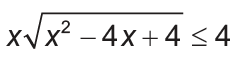 x√(x² − 4x + 4) ≤ 4